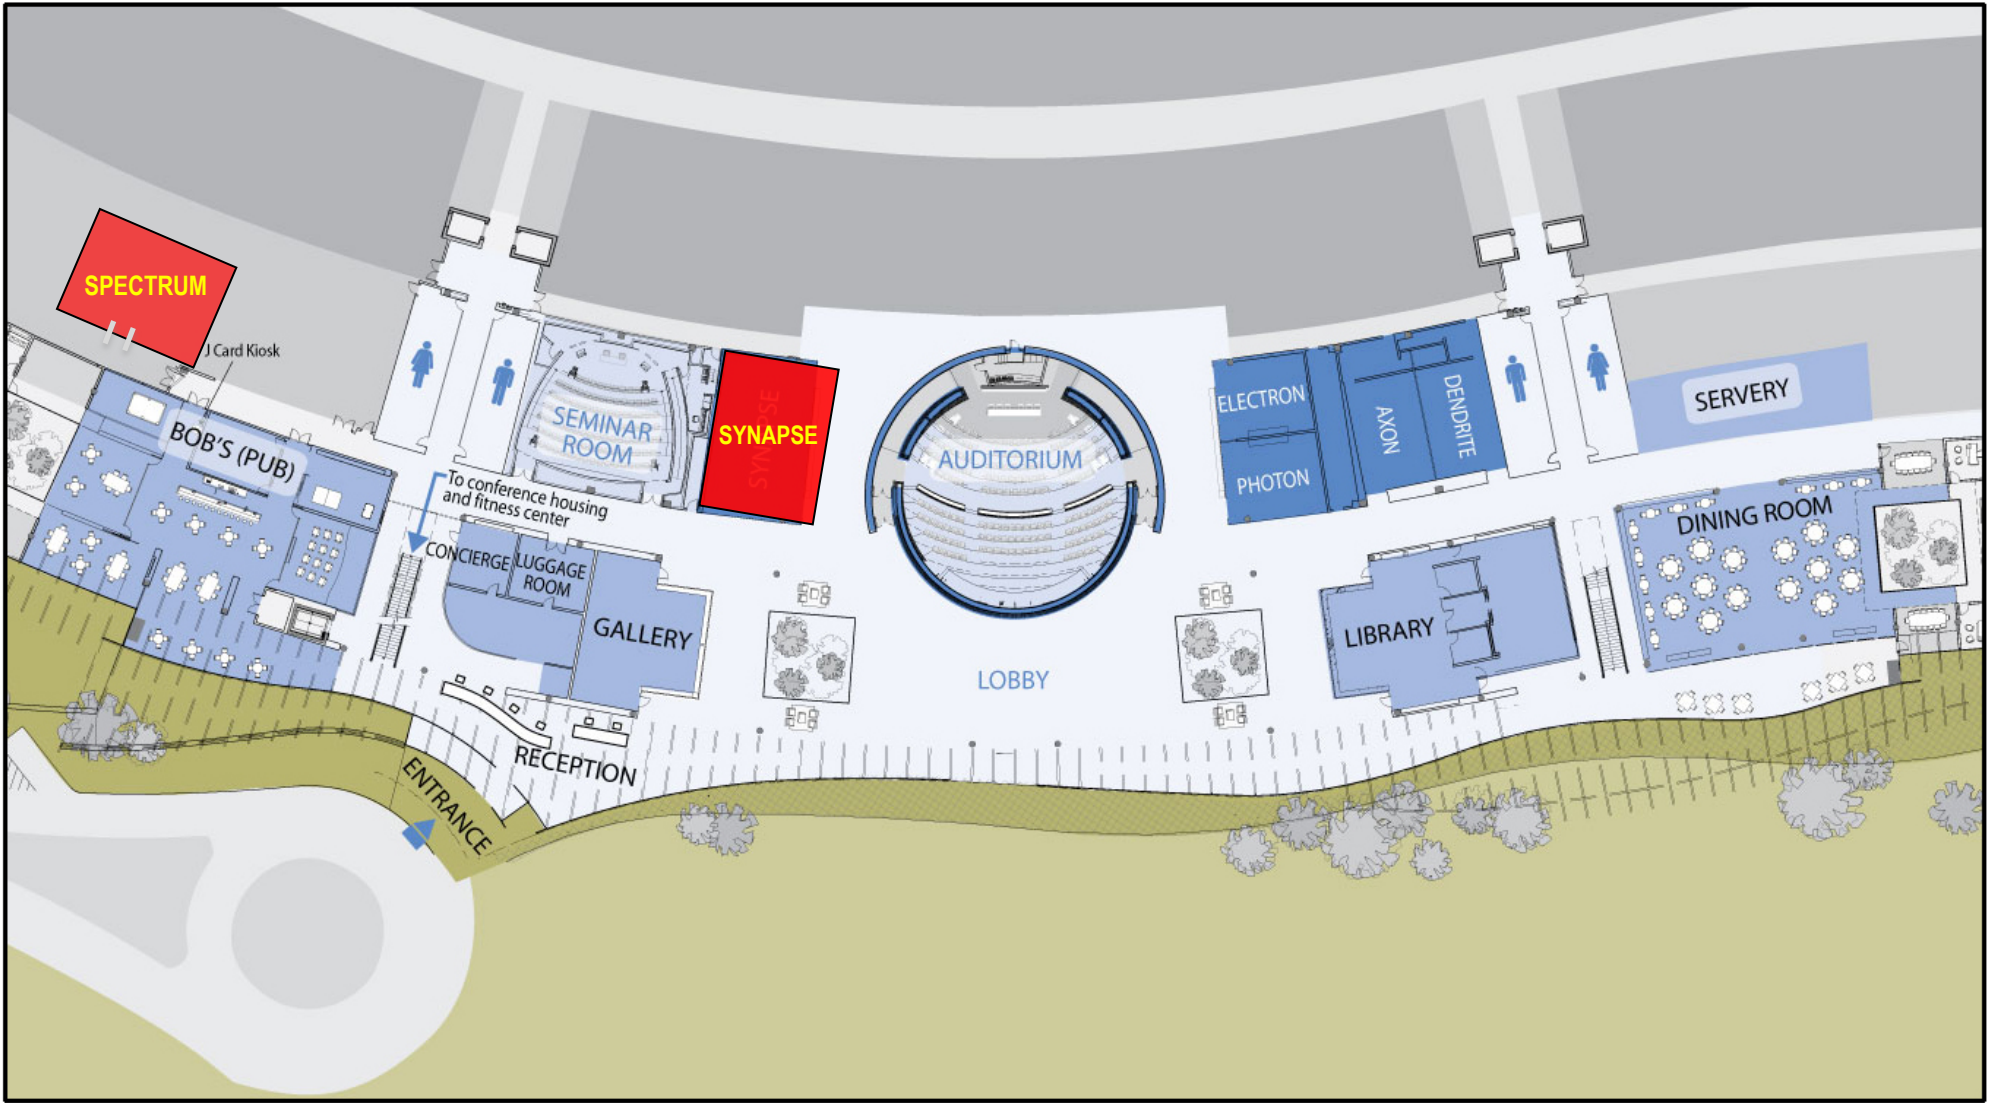 SPECTRUM
J Card Kiosk
BOB'S (PUB)
SEMINAR
ROOM
SYNAPSE
SYNAPSE
AUDITORIUM
ELECTRON
PHOTON
AXON
DENDRITE
SERVERY
To conference housing
and fitness center
CONCIERGE
LUGGAGE
ROOM
GALLERY
LOBBY
LIBRARY
DINING ROOM
RECEPTION
ENTRANCE